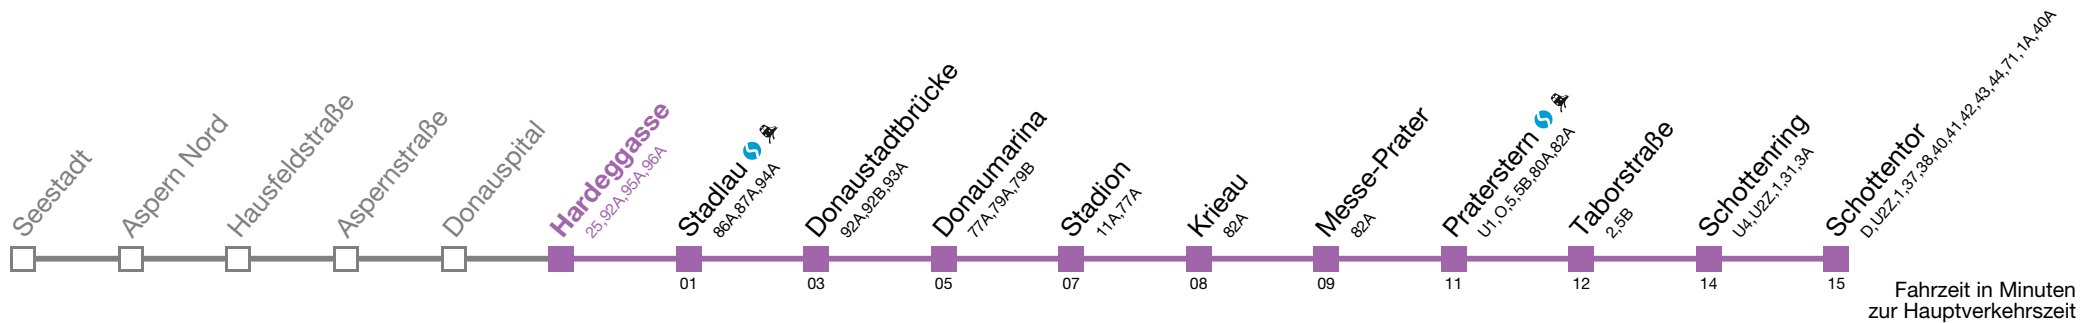 Seestadt
Aspern Nord
Hausfeldstraße
Aspernstraße
Donauspital
Hardeggasse
25,92A,95A,96A
Stadlau
86A,87A,94A
01
Donaustadtbrücke
92A,92B,93A
03
Donaumarina
77A,79A,79B
05
Stadion
11A,77A
07
Krieau
82A
08
Messe-Prater
82A
09
Praterstern
U1,O,5,5B,80A,82A
11
Taborstraße
2,5B
12
Schottenring
U4,U2Z,1,31,3A
14
Schottentor
D,U2Z,1,37,38,40,41,42,43,44,71,1A,40A
15
Fahrzeit in Minuten
zur Hauptverkehrszeit